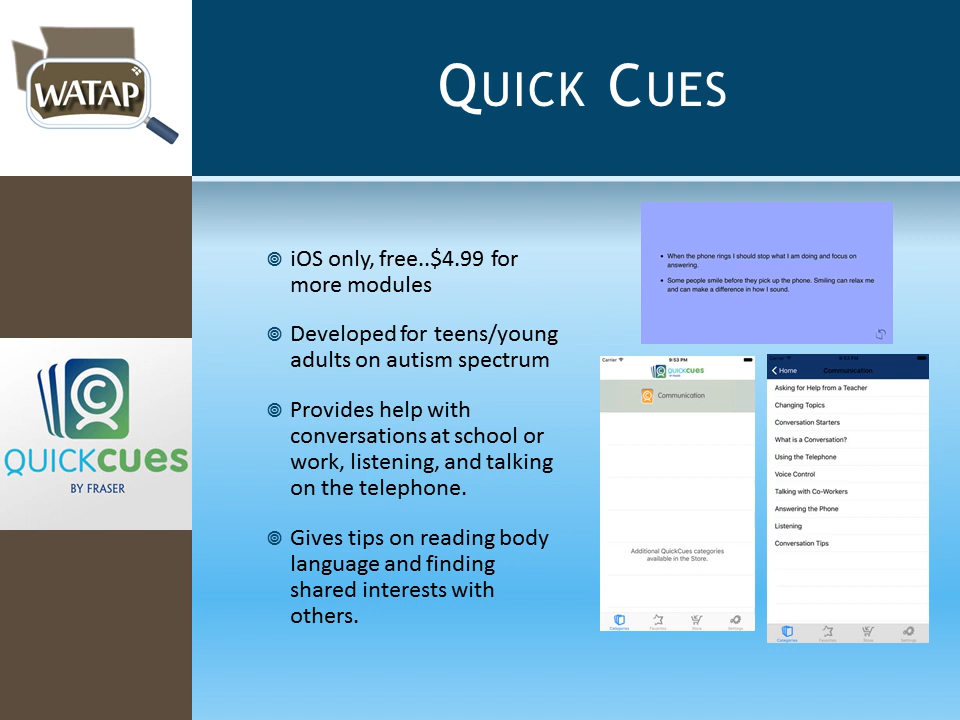 WATAP
QUICK CUES
iOS only, free..$4.99 for
more modules
Developed for teens/young
adults on autism spectrum
Provides help with
conversations at school or
work, listening, and talking
on the telephone.
Gives tips on reading body
language and finding
shared interests with
others.
QUICKCUES
BY FRASER
When the phone rings I should stop what I am doing and focus on
answering.
Some people smile before they pick up the phone. Smiling can relax me
and can make a difference in how I sound.
Carrier 9:53 PM
QUICKCUES
BY FRASER
Communication
Additional QuickCues categories
available in the Store.
Categories Favorites Store Settings
Carrier 9:53 PM
Home Communication
Asking for Help from a Teacher
Changing Topics
Conversation Starters
What is a Conversation?
Using the Telephone
Voice Control
Talking with Co-Workers
Answering the Phone
Listening
Conversation Tips
Categories Favorites Store Settings